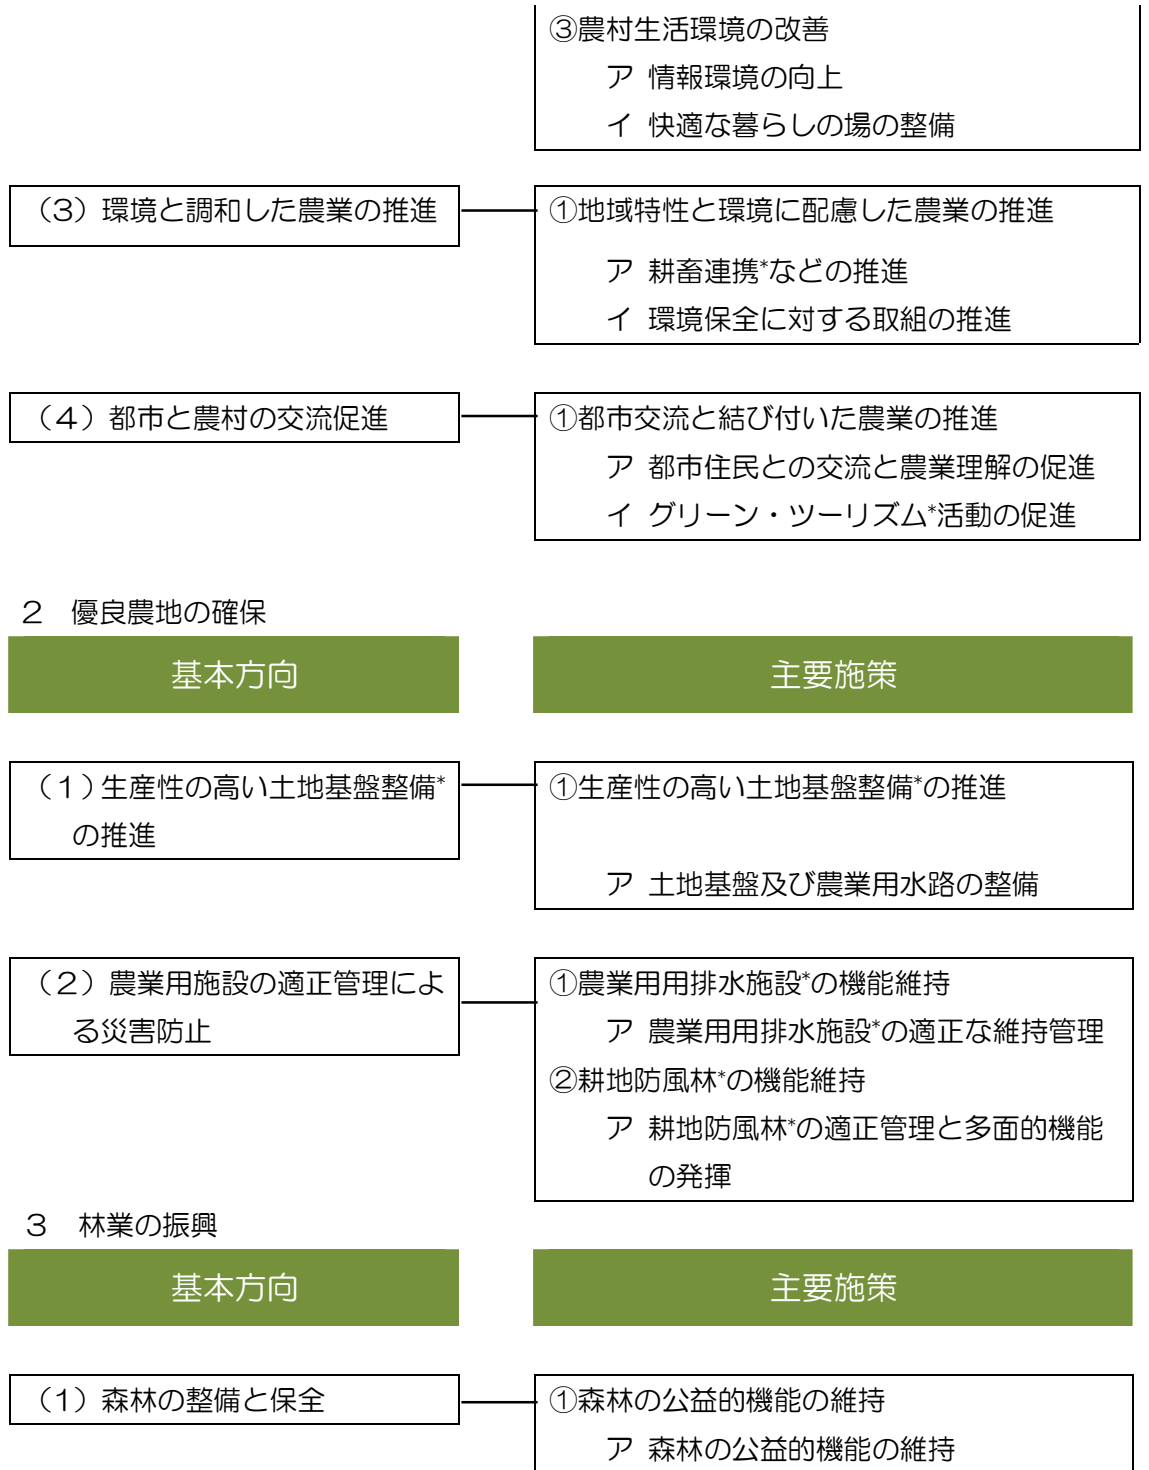 ③農村生活環境の改善
ア 情報環境の向上
イ 快適な暮らしの場の整備
（3）環境と調和した農業の推進
①地域特性と環境に配慮した農業の推進
ア 耕畜連携*などの推進
イ 環境保全に対する取組の推進
（4）都市と農村の交流促進
①都市交流と結び付いた農業の推進
ア 都市住民との交流と農業理解の促進
イ グリーン・ツーリズム*活動の促進
２　優良農地の確保
基本方向
主要施策
（１）生産性の高い土地基盤整備*
の推進
①生産性の高い土地基盤整備*の推進
ア 土地基盤及び農業用水路の整備
（２）農業用施設の適正管理によ
る災害防止
①農業用用排水施設*の機能維持
ア 農業用用排水施設*の適正な維持管理
②耕地防風林*の機能維持
ア 耕地防風林*の適正管理と多面的機能
の発揮
３　林業の振興
基本方向
主要施策
（1）森林の整備と保全
①森林の公益的機能の維持
ア 森林の公益的機能の維持